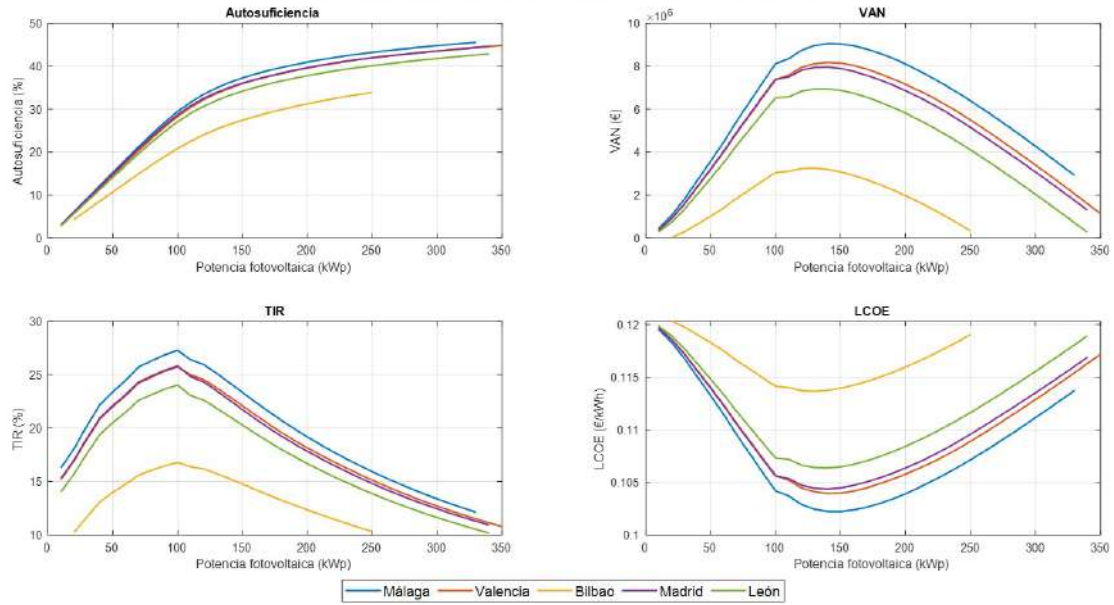 Autosuficiencia
Autosuficiencia (%)
50
40
30
20
10
0
0 50 100 150 200 250 300 350
Potencia fotovoltaica (kWp)
VAN
×10⁶
VAN (€)
10
8
6
4
2
0
0 50 100 150 200 250 300 350
Potencia fotovoltaica (kWp)
TIR
TIR (%)
30
25
20
15
10
0 50 100 150 200 250 300 350
Potencia fotovoltaica (kWp)
LCOE
LCOE (€/kWh)
0.12
0.115
0.11
0.105
0.1
0 50 100 150 200 250 300 350
Potencia fotovoltaica (kWp)
Málaga Valencia Bilbao Madrid León